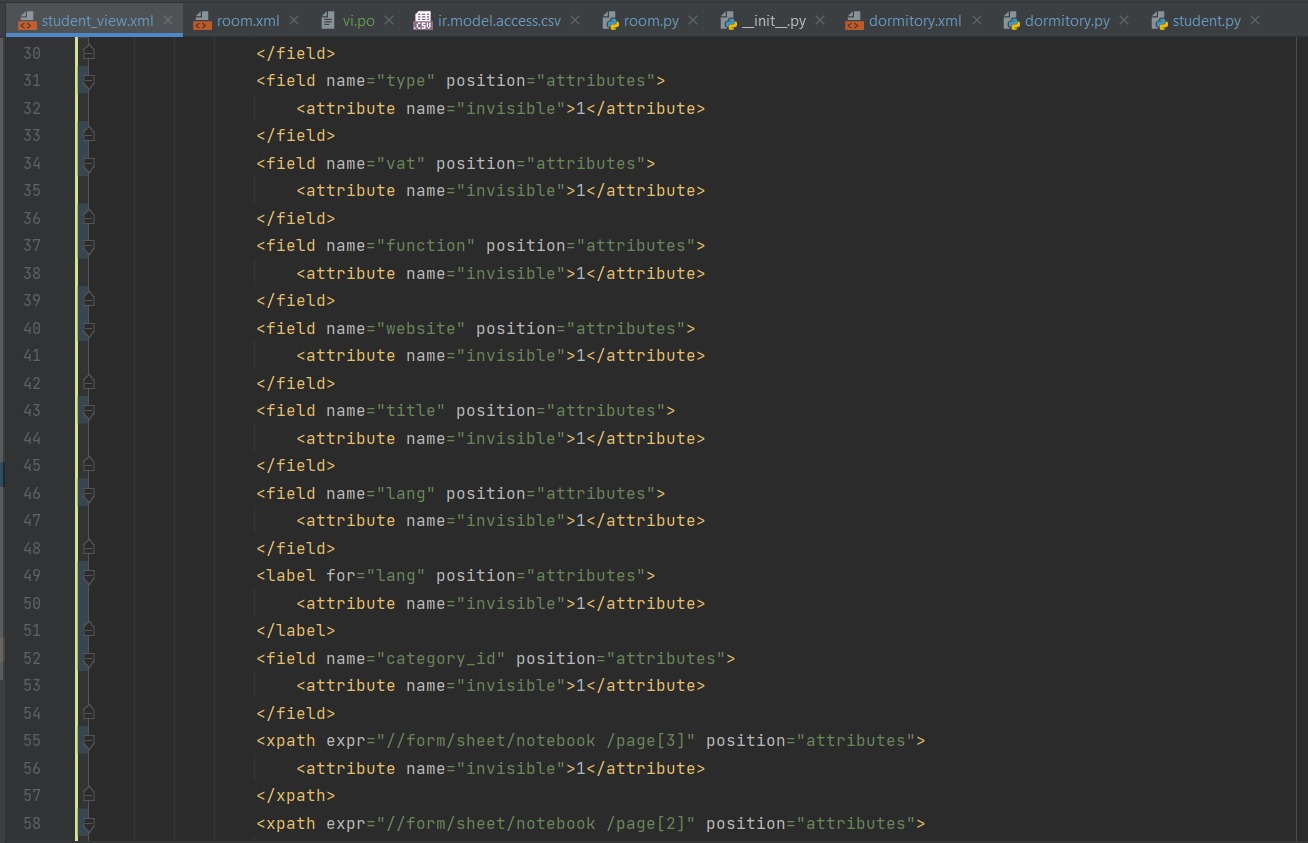 student_view.xml room.xml vi.po ir.model.access.csv room.py __init__.py dormitory.xml dormitory.py student.py
30 </field>
31 <field name="type" position="attributes">
32 <attribute name="invisible">1</attribute>
33 </field>
34 <field name="vat" position="attributes">
35 <attribute name="invisible">1</attribute>
36 </field>
37 <field name="function" position="attributes">
38 <attribute name="invisible">1</attribute>
39 </field>
40 <field name="website" position="attributes">
41 <attribute name="invisible">1</attribute>
42 </field>
43 <field name="title" position="attributes">
44 <attribute name="invisible">1</attribute>
45 </field>
46 <field name="lang" position="attributes">
47 <attribute name="invisible">1</attribute>
48 </field>
49 <label for="lang" position="attributes">
50 <attribute name="invisible">1</attribute>
51 </label>
52 <field name="category_id" position="attributes">
53 <attribute name="invisible">1</attribute>
54 </field>
55 <xpath expr="//form/sheet/notebook /page[3]" position="attributes">
56 <attribute name="invisible">1</attribute>
57 </xpath>
58 <xpath expr="//form/sheet/notebook /page[2]" position="attributes">